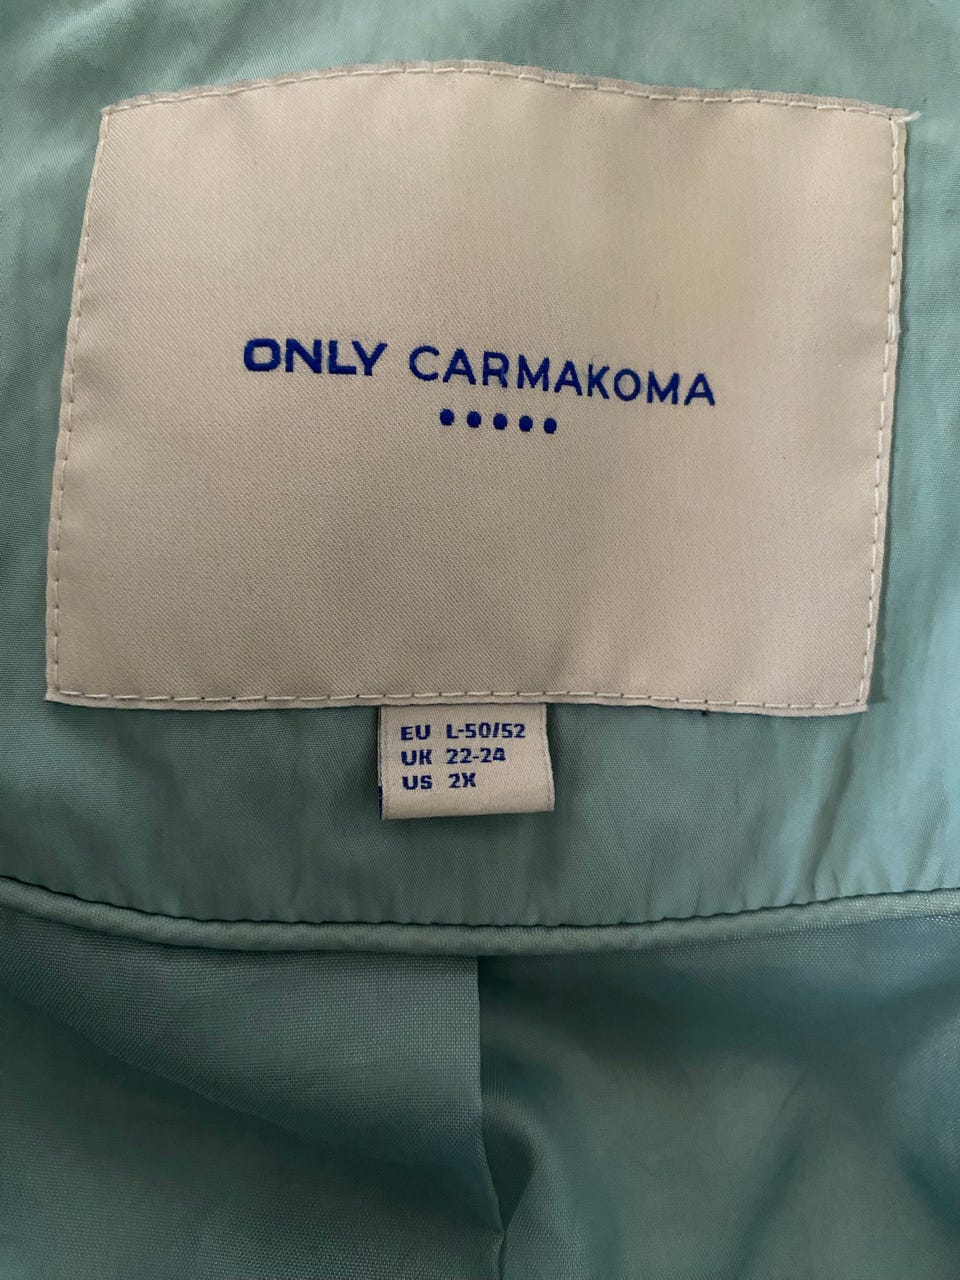 ONLY CARMAKOMA
EU L-50/52
UK 22-24
US 2X